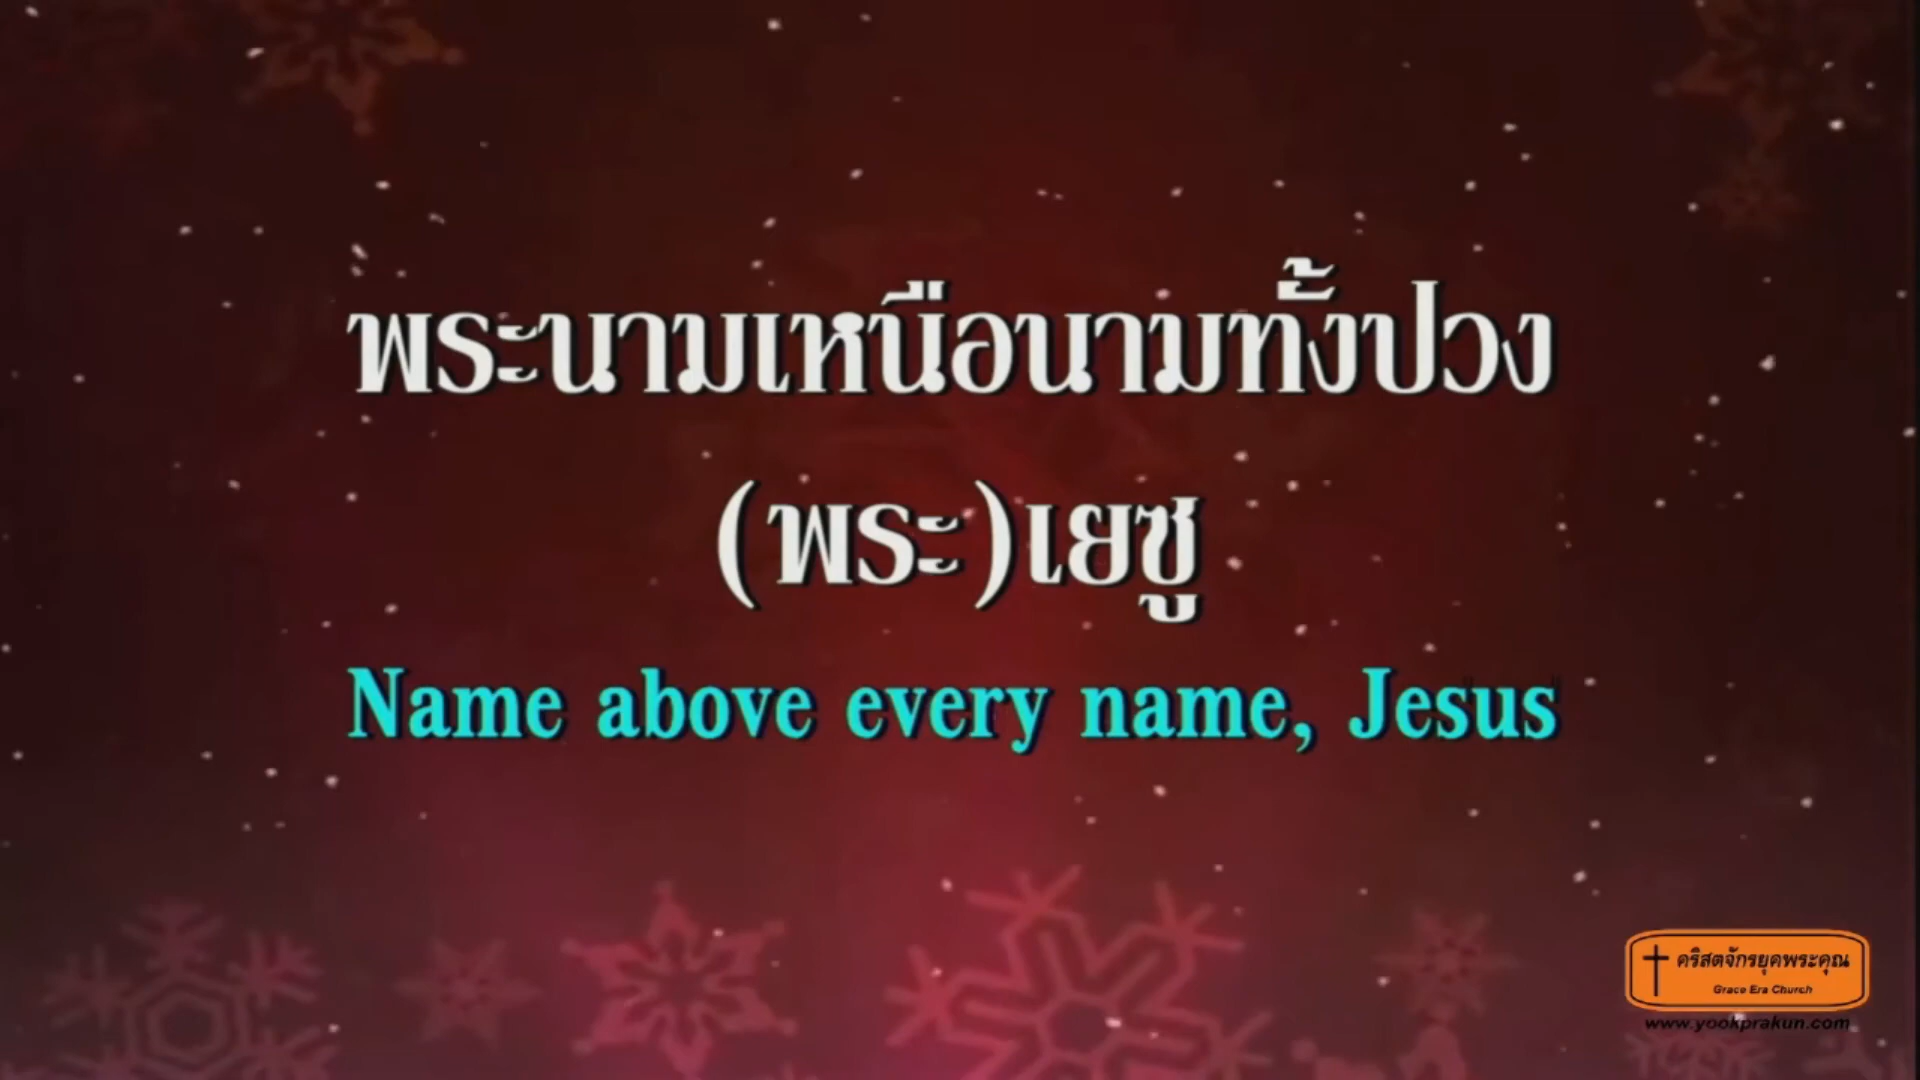 พระนามเหนือนามทั้งปวง
(พระ)เยซู
Name above every name, Jesus
คริสตจักรยุคพระคุณ
Grace Era Church
www.yookprakun.com